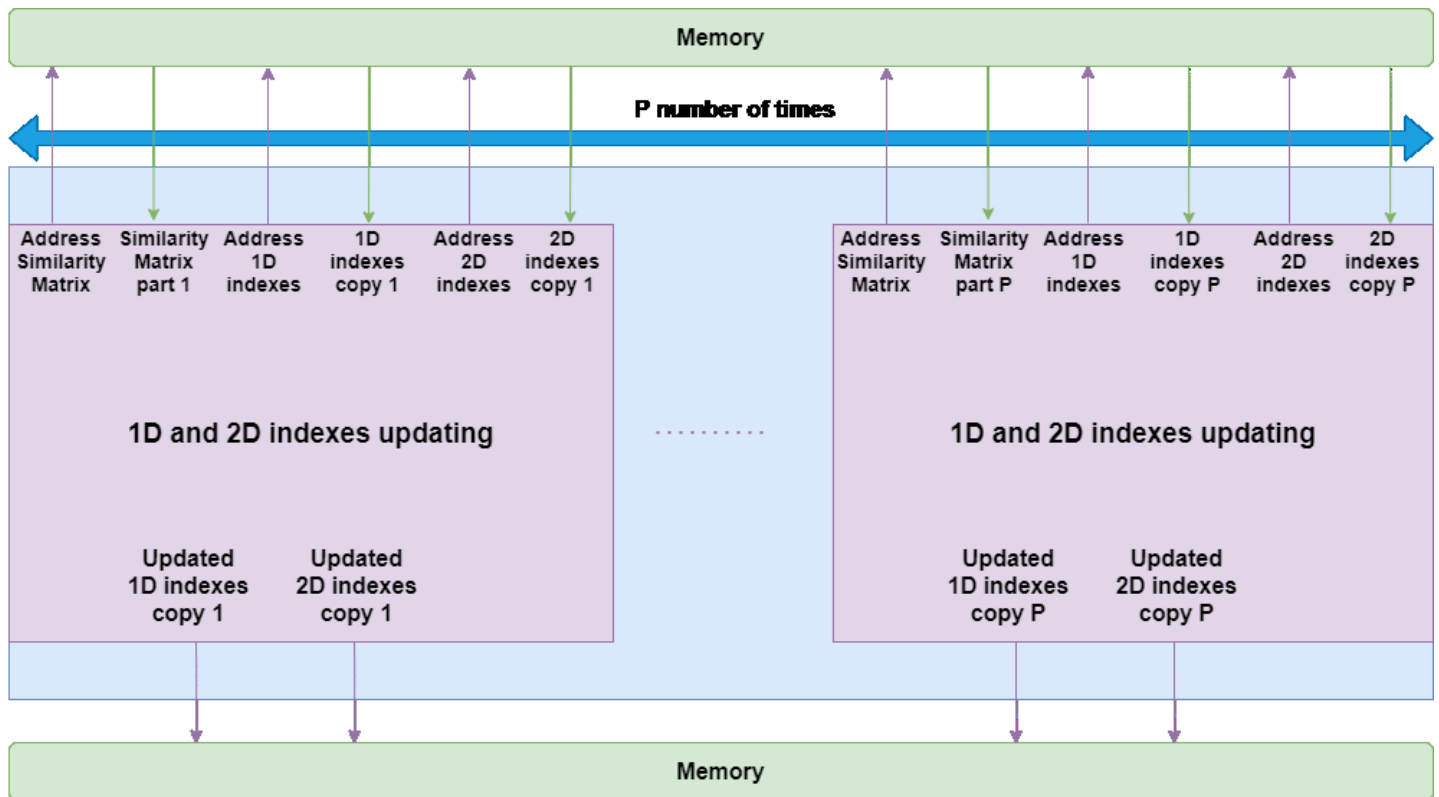 Memory
P number of times
Address
Similarity
Matrix
Similarity
Matrix
part 1
Address
1D
indexes
1D
indexes
copy 1
Address
2D
indexes
2D
indexes
copy 1
Address
Similarity
Matrix
Similarity
Matrix
part P
Address
1D
indexes
1D
indexes
copy P
Address
2D
indexes
2D
indexes
copy P
1D and 2D indexes updating
..........
1D and 2D indexes updating
Updated
1D indexes
copy 1
Updated
2D indexes
copy 1
Updated
1D indexes
copy P
Updated
2D indexes
copy P
Memory